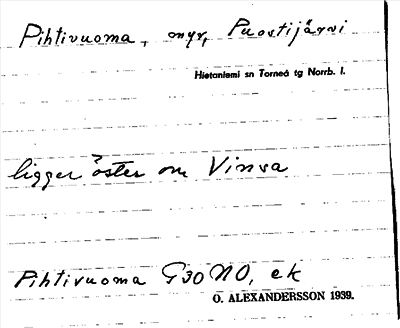 Pihtivuoma, myr, Puostijärvi
Hietaniemi sn Torneå tg Norrb. l.
ligger öster om Vinsa
Pihtivuoma G30NO, ek
O. ALEXANDERSSON 1939.